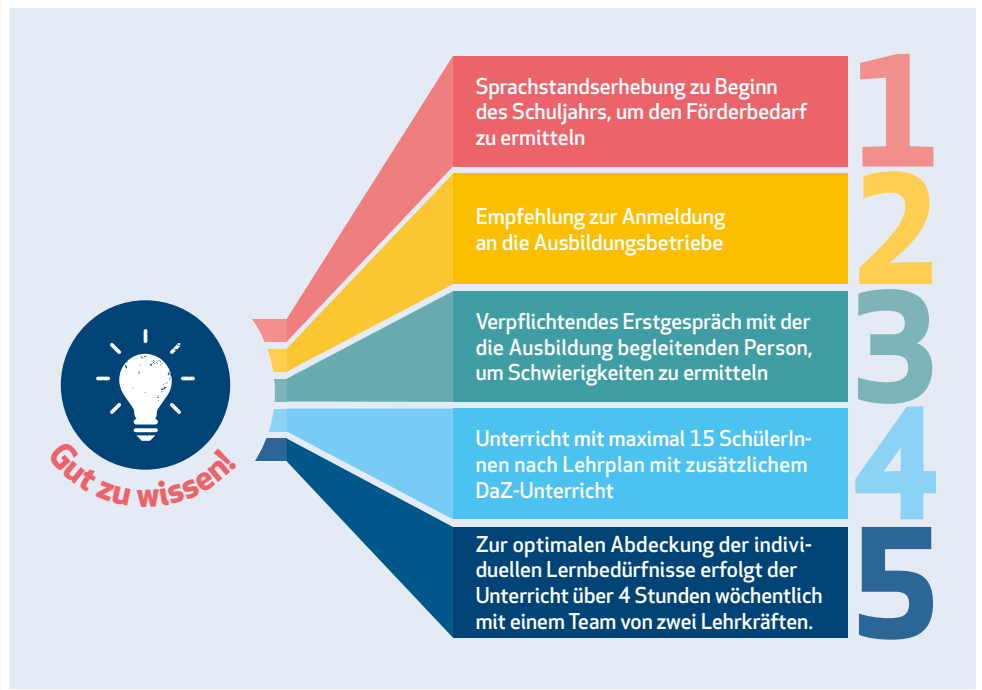 Sprachstandserhebung zu Beginn
des Schuljahrs, um den Förderbedarf
zu ermitteln
1
Empfehlung zur Anmeldung
an die Ausbildungsbetriebe
2
Verpflichtendes Erstgespräch mit der
die Ausbildung begleitenden Person,
um Schwierigkeiten zu ermitteln
3
Unterricht mit maximal 15 SchülerIn-
nen nach Lehrplan mit zusätzlichem
DaZ-Unterricht
4
Zur optimalen Abdeckung der indivi-
duellen Lernbedürfnisse erfolgt der
Unterricht über 4 Stunden wöchentlich
mit einem Team von zwei Lehrkräften.
5
Gut zu wissen!